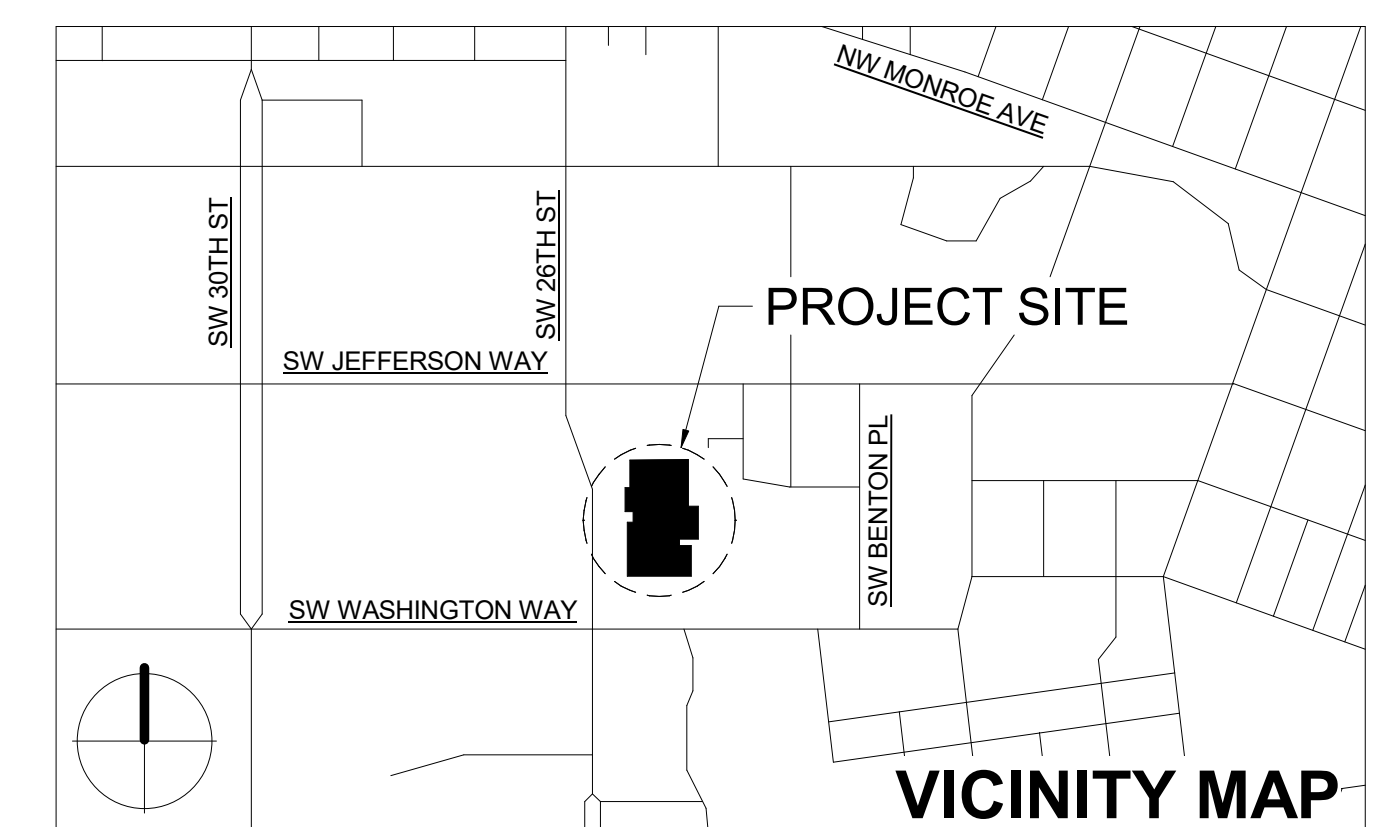 NW MONROE AVE
SW 30TH ST
SW 26TH ST
PROJECT SITE
SW JEFFERSON WAY
SW BENTON PL
SW WASHINGTON WAY
VICINITY MAP